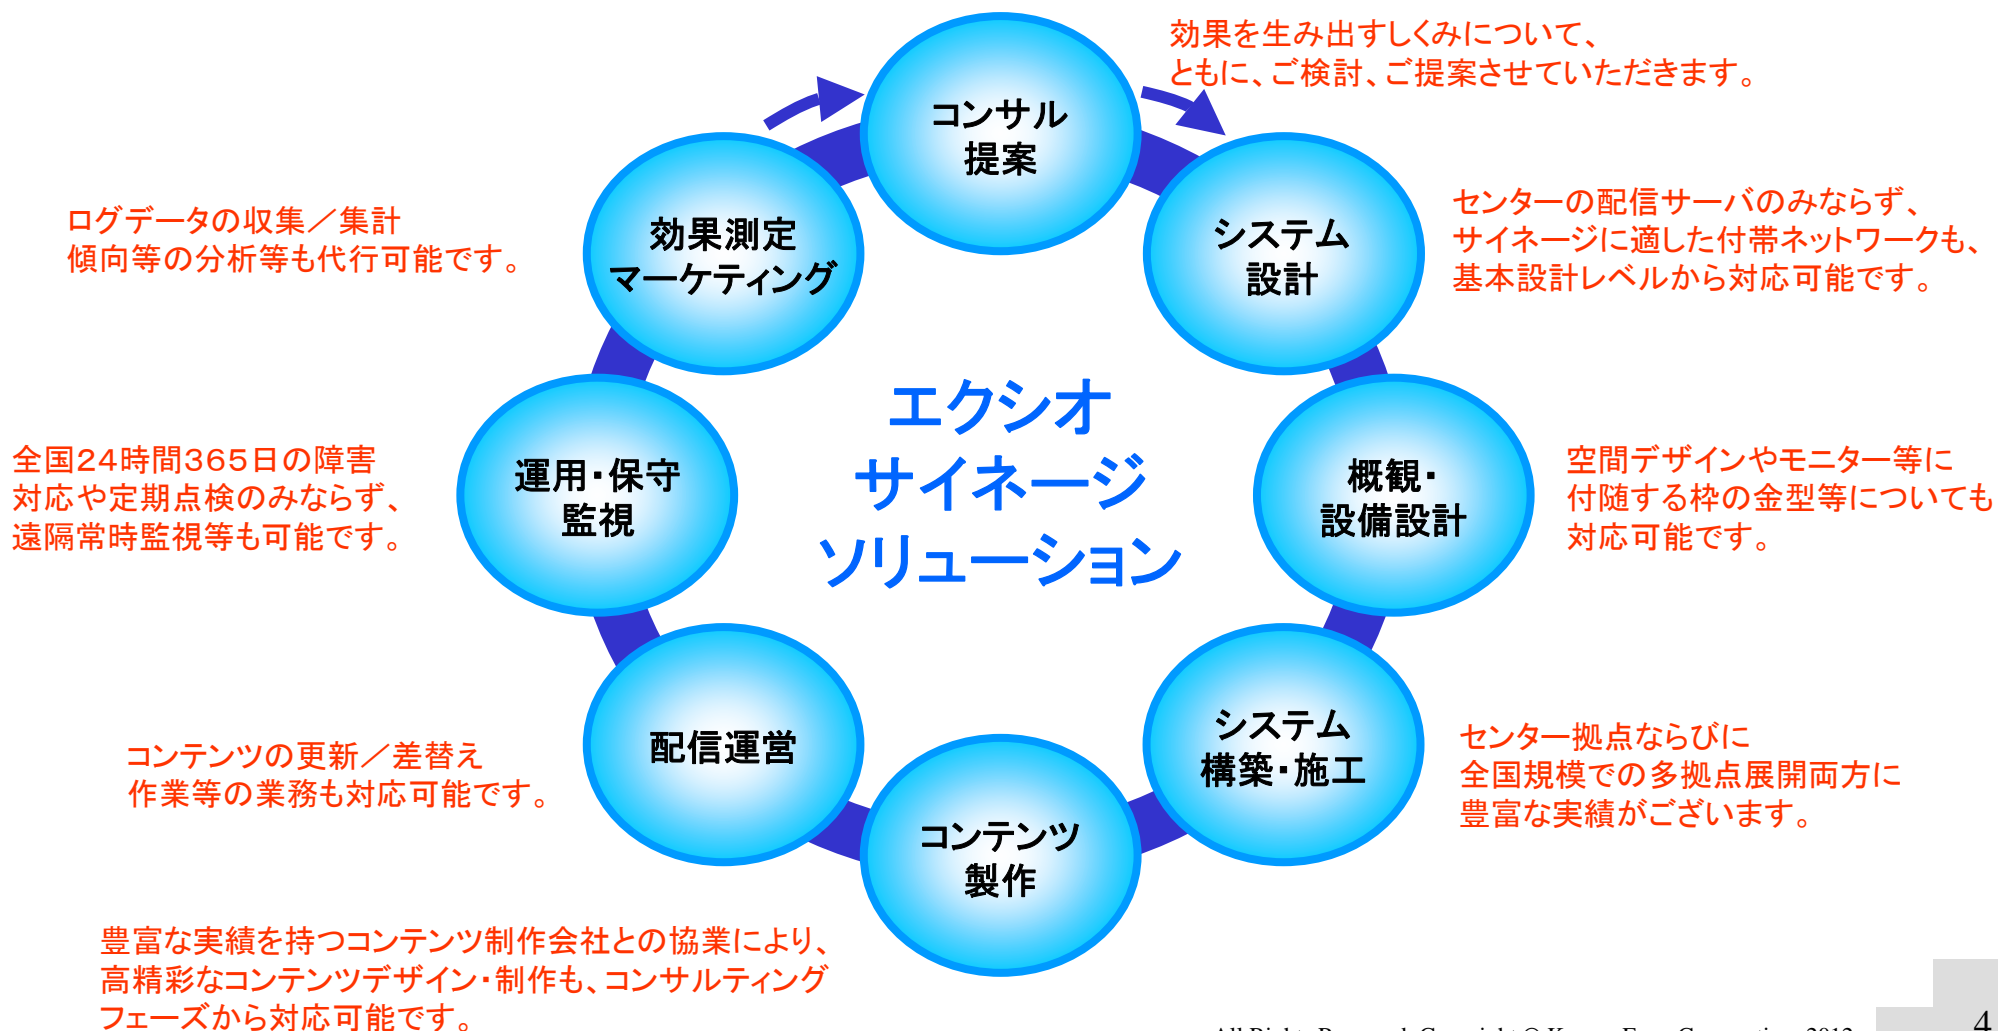 効果を生み出すしくみについて、
ともに、ご検討、ご提案させていただきます。
コンサル
提案
システム
設計
センターの配信サーバのみならず、
サイネージに適した付帯ネットワークも、
基本設計レベルから対応可能です。
概観・
設備設計
空間デザインやモニター等に
付随する枠の金型等についても
対応可能です。
システム
構築・施工
センター拠点ならびに
全国規模での多拠点展開両方に
豊富な実績がございます。
コンテンツ
製作
豊富な実績を持つコンテンツ制作会社との協業により、
高精彩なコンテンツデザイン・制作も、コンサルティング
フェーズから対応可能です。
配信運営
コンテンツの更新／差替え
作業等の業務も対応可能です。
運用・保守
監視
全国24時間365日の障害
対応や定期点検のみならず、
遠隔常時監視等も可能です。
効果測定
マーケティング
ログデータの収集／集計
傾向等の分析等も代行可能です。
エクシオ
サイネージ
ソリューション
4